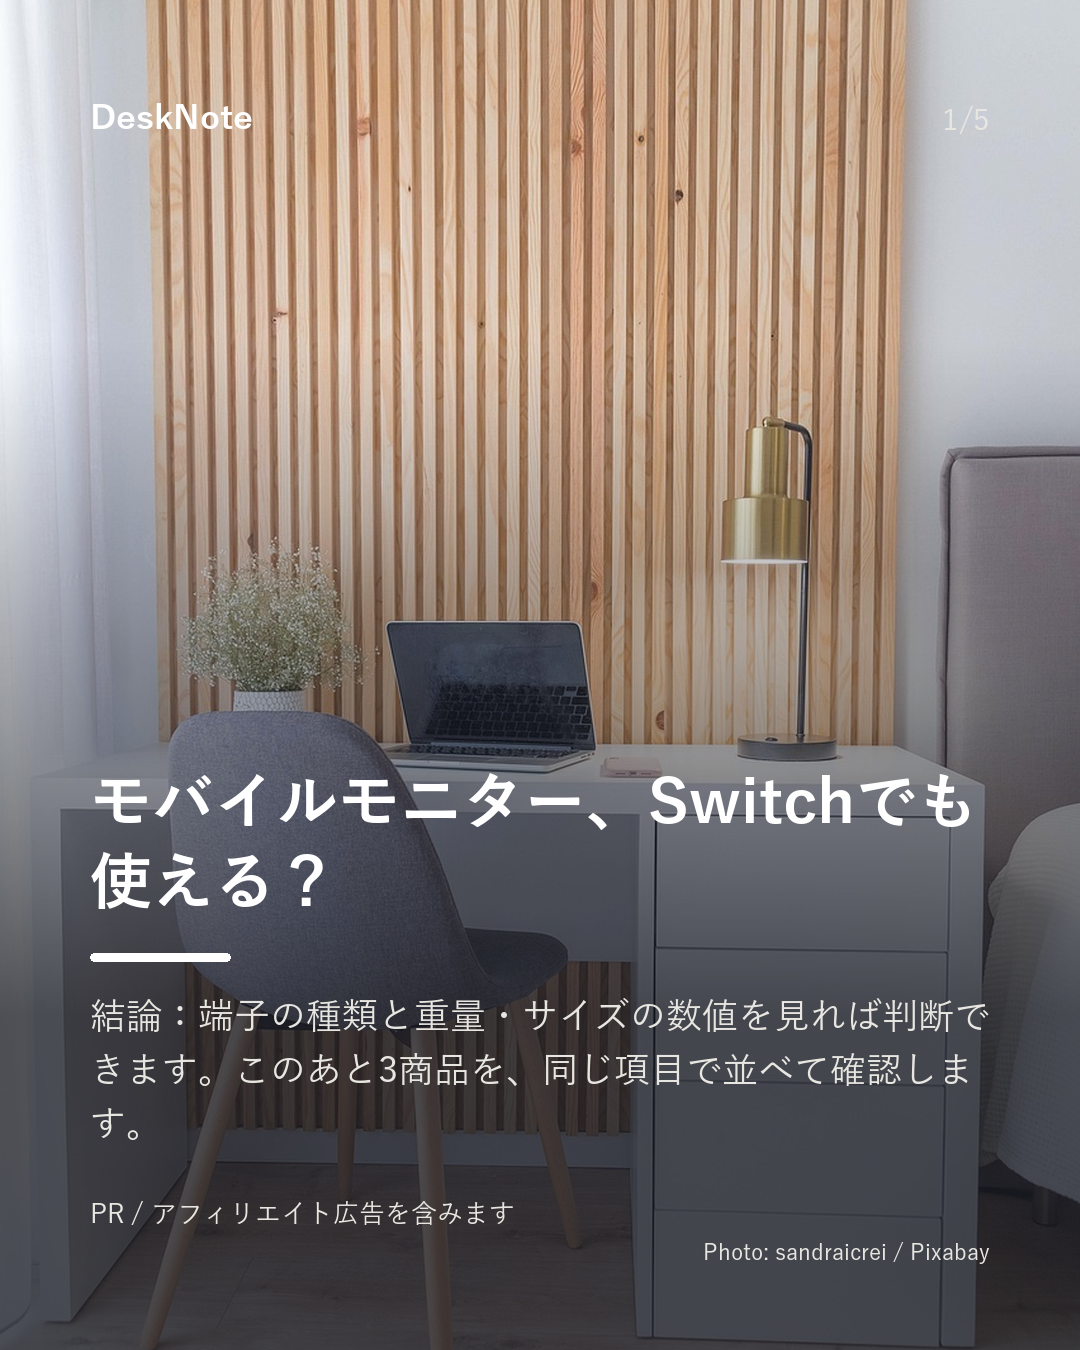 DeskNote
1/5
モバイルモニター、Switchでも
使える？
結論：端子の種類と重量・サイズの数値を見れば判断で
きます。このあと3商品を、同じ項目で並べて確認しま
す。
PR / アフィリエイト広告を含みます
Photo: sandraicrei / Pixabay